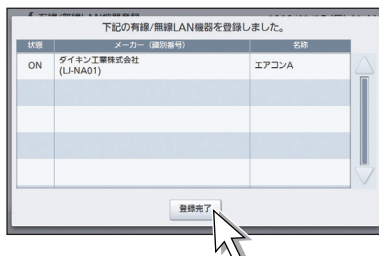 下記の有線/無線LAN機器を登録しました。
状態 メーカー（識別番号） 名称
ON ダイキン工業株式会社 エアコンA
(LJ-NA01)
登録完了